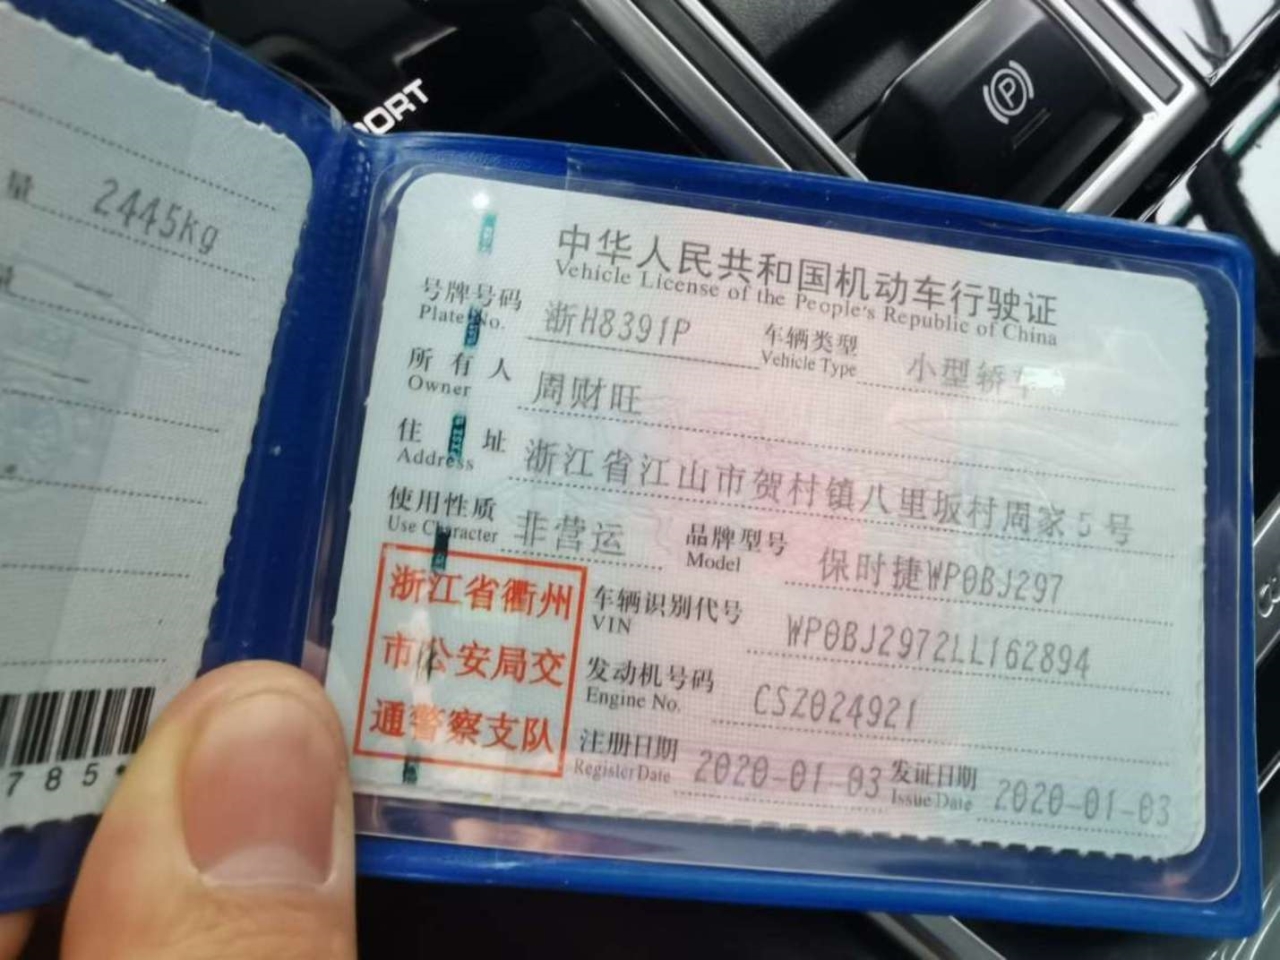 PORT
量 2445kg
量
785*
中华人民共和国机动车行驶证
Vehicle License of the People's Republic of China
号牌号码 浙H8391P 车辆类型 小型轿车
Plate No. Vehicle Type
所有人 周财旺
Owner
住址 浙江省江山市贺村镇八里坂村周家5号
Address
使用性质 非营运 品牌型号 保时捷WP0BJ297
Use Character Model
浙江省衢州
市公安局交
通警察支队
车辆识别代号 WP0BJ2972LL162894
VIN
发动机号码 CSZ024921
Engine No.
注册日期 2020-01-03 发证日期 2020-01-03
Register Date Issue Date